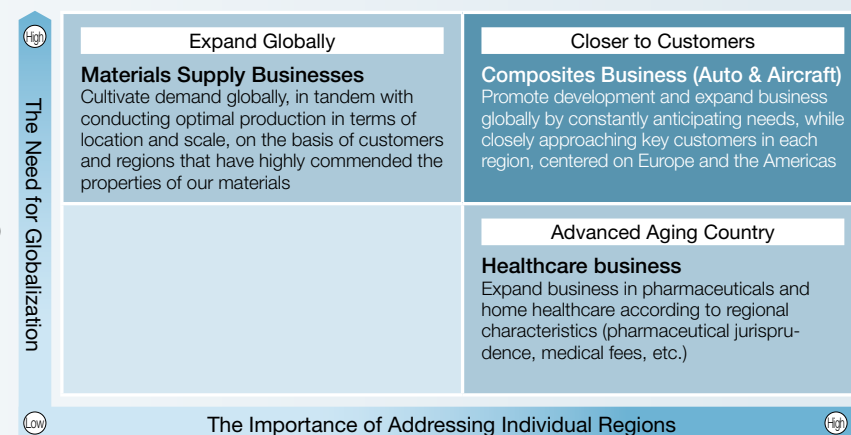 High
The Need for Globalization
Expand Globally
Materials Supply Businesses
Cultivate demand globally, in tandem with
conducting optimal production in terms of
location and scale, on the basis of customers
and regions that have highly commended the
properties of our materials
Closer to Customers
Composites Business (Auto & Aircraft)
Promote development and expand business
globally by constantly anticipating needs, while
closely approaching key customers in each
region, centered on Europe and the Americas
Advanced Aging Country
Healthcare business
Expand business in pharmaceuticals and
home healthcare according to regional
characteristics (pharmaceutical jurispru-
dence, medical fees, etc.)
Low
The Importance of Addressing Individual Regions
High